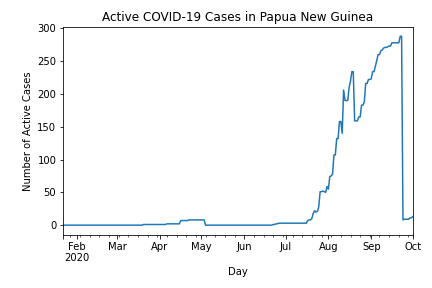 Active COVID-19 Cases in Papua New Guinea
300
250
200
150
100
50
0
Number of Active Cases
Feb Mar Apr May Jun Jul Aug Sep Oct
2020
Day